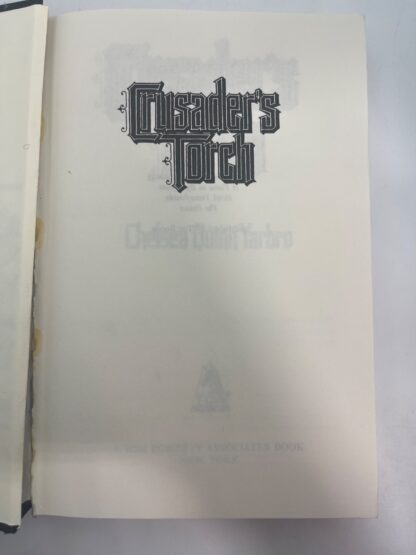 Crusader's
Torch
Chelsea Quinn Yarbro
A TOM DOHERTY ASSOCIATES BOOK
NEW YORK